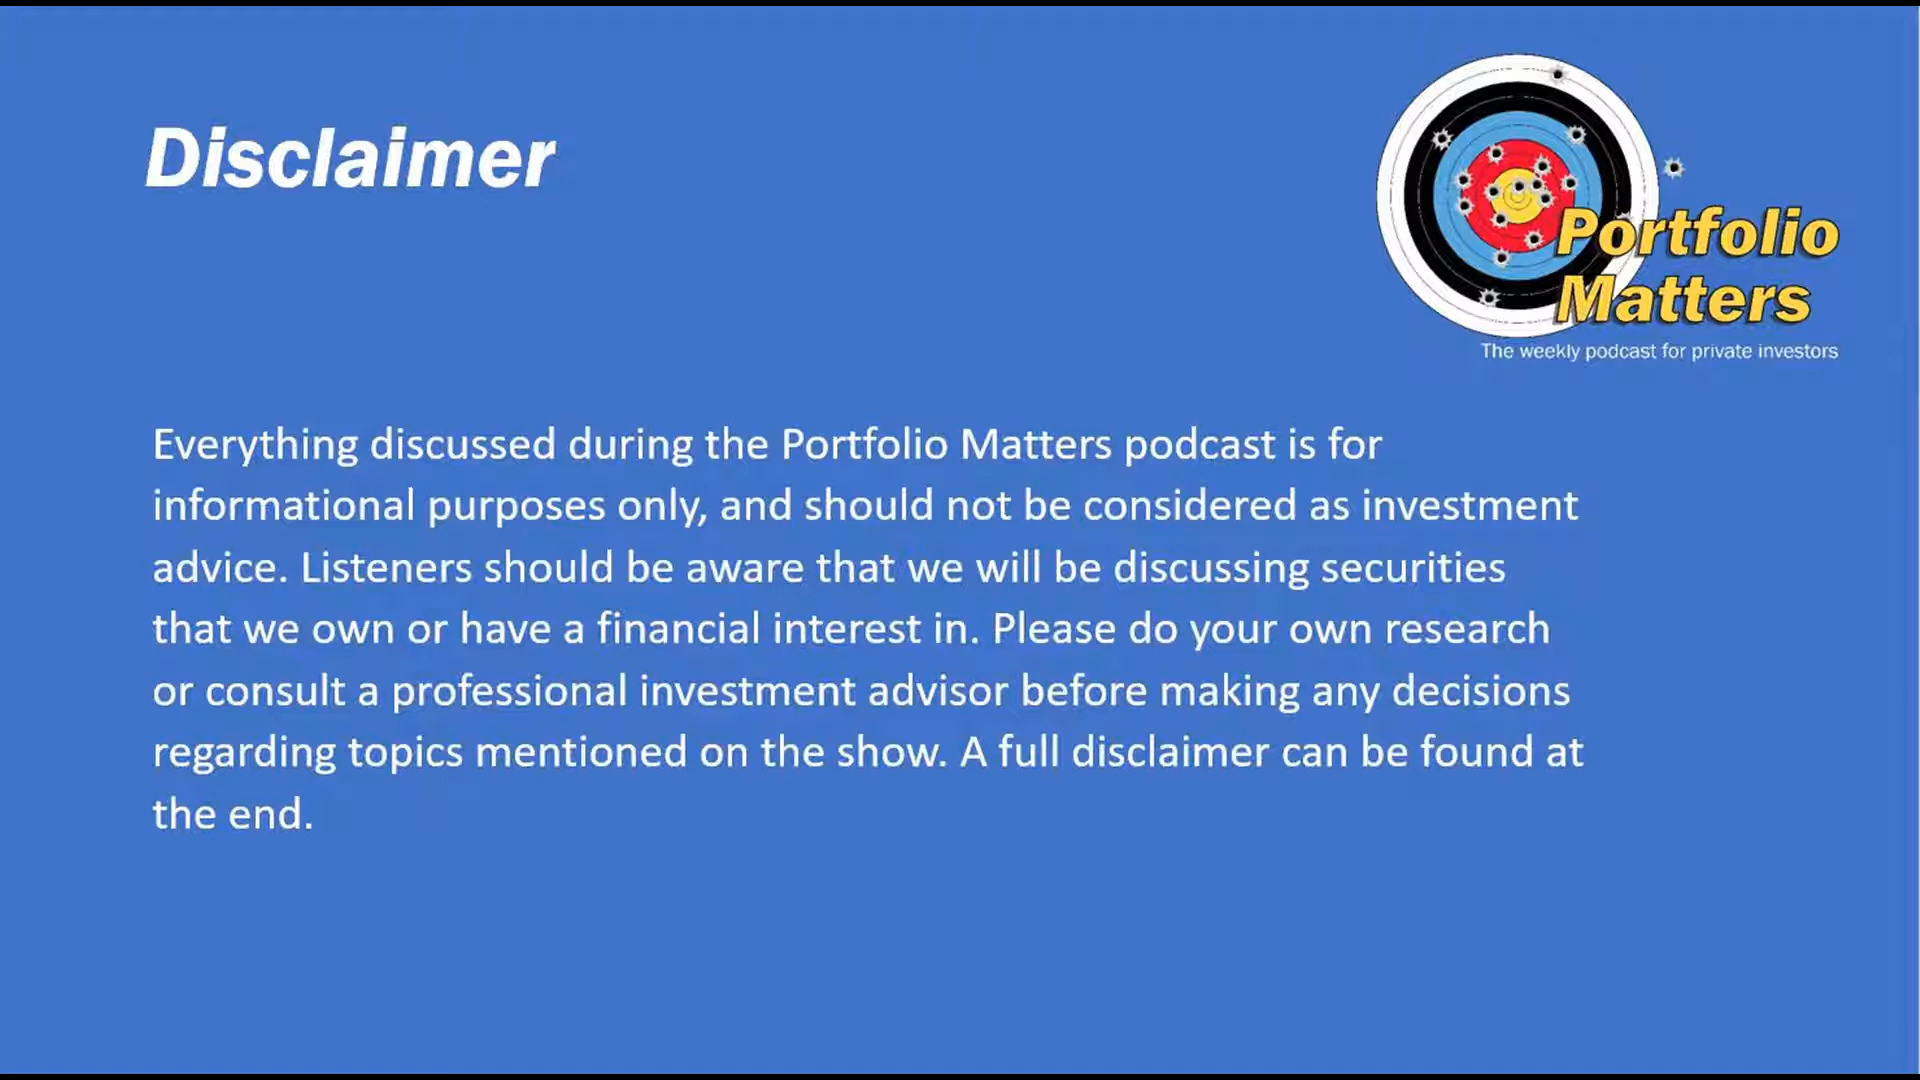 Disclaimer
Portfolio
Matters
The weekly podcast for private investors
Everything discussed during the Portfolio Matters podcast is for
informational purposes only, and should not be considered as investment
advice. Listeners should be aware that we will be discussing securities
that we own or have a financial interest in. Please do your own research
or consult a professional investment advisor before making any decisions
regarding topics mentioned on the show. A full disclaimer can be found at
the end.